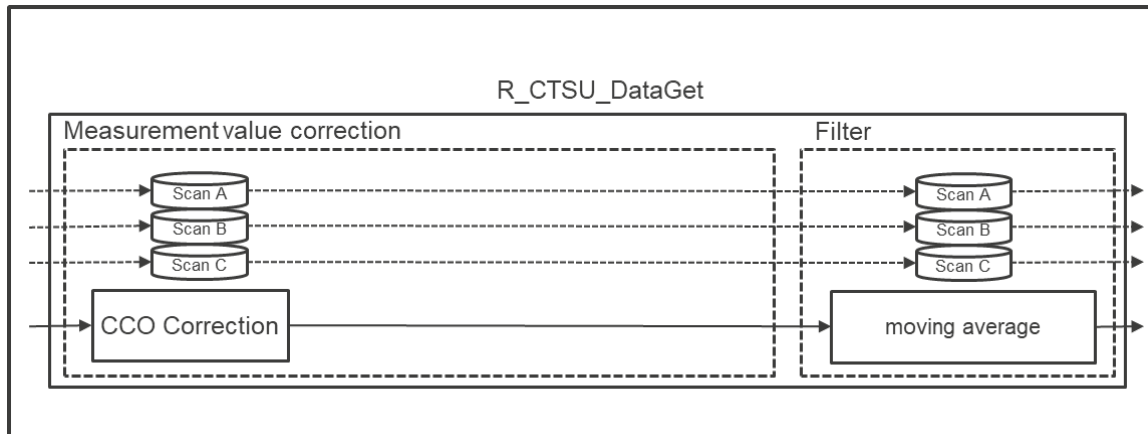 R_CTSU_DataGet
Measurement value correction
Filter
Scan A
Scan A
Scan B
Scan B
Scan C
Scan C
CCO Correction
moving average